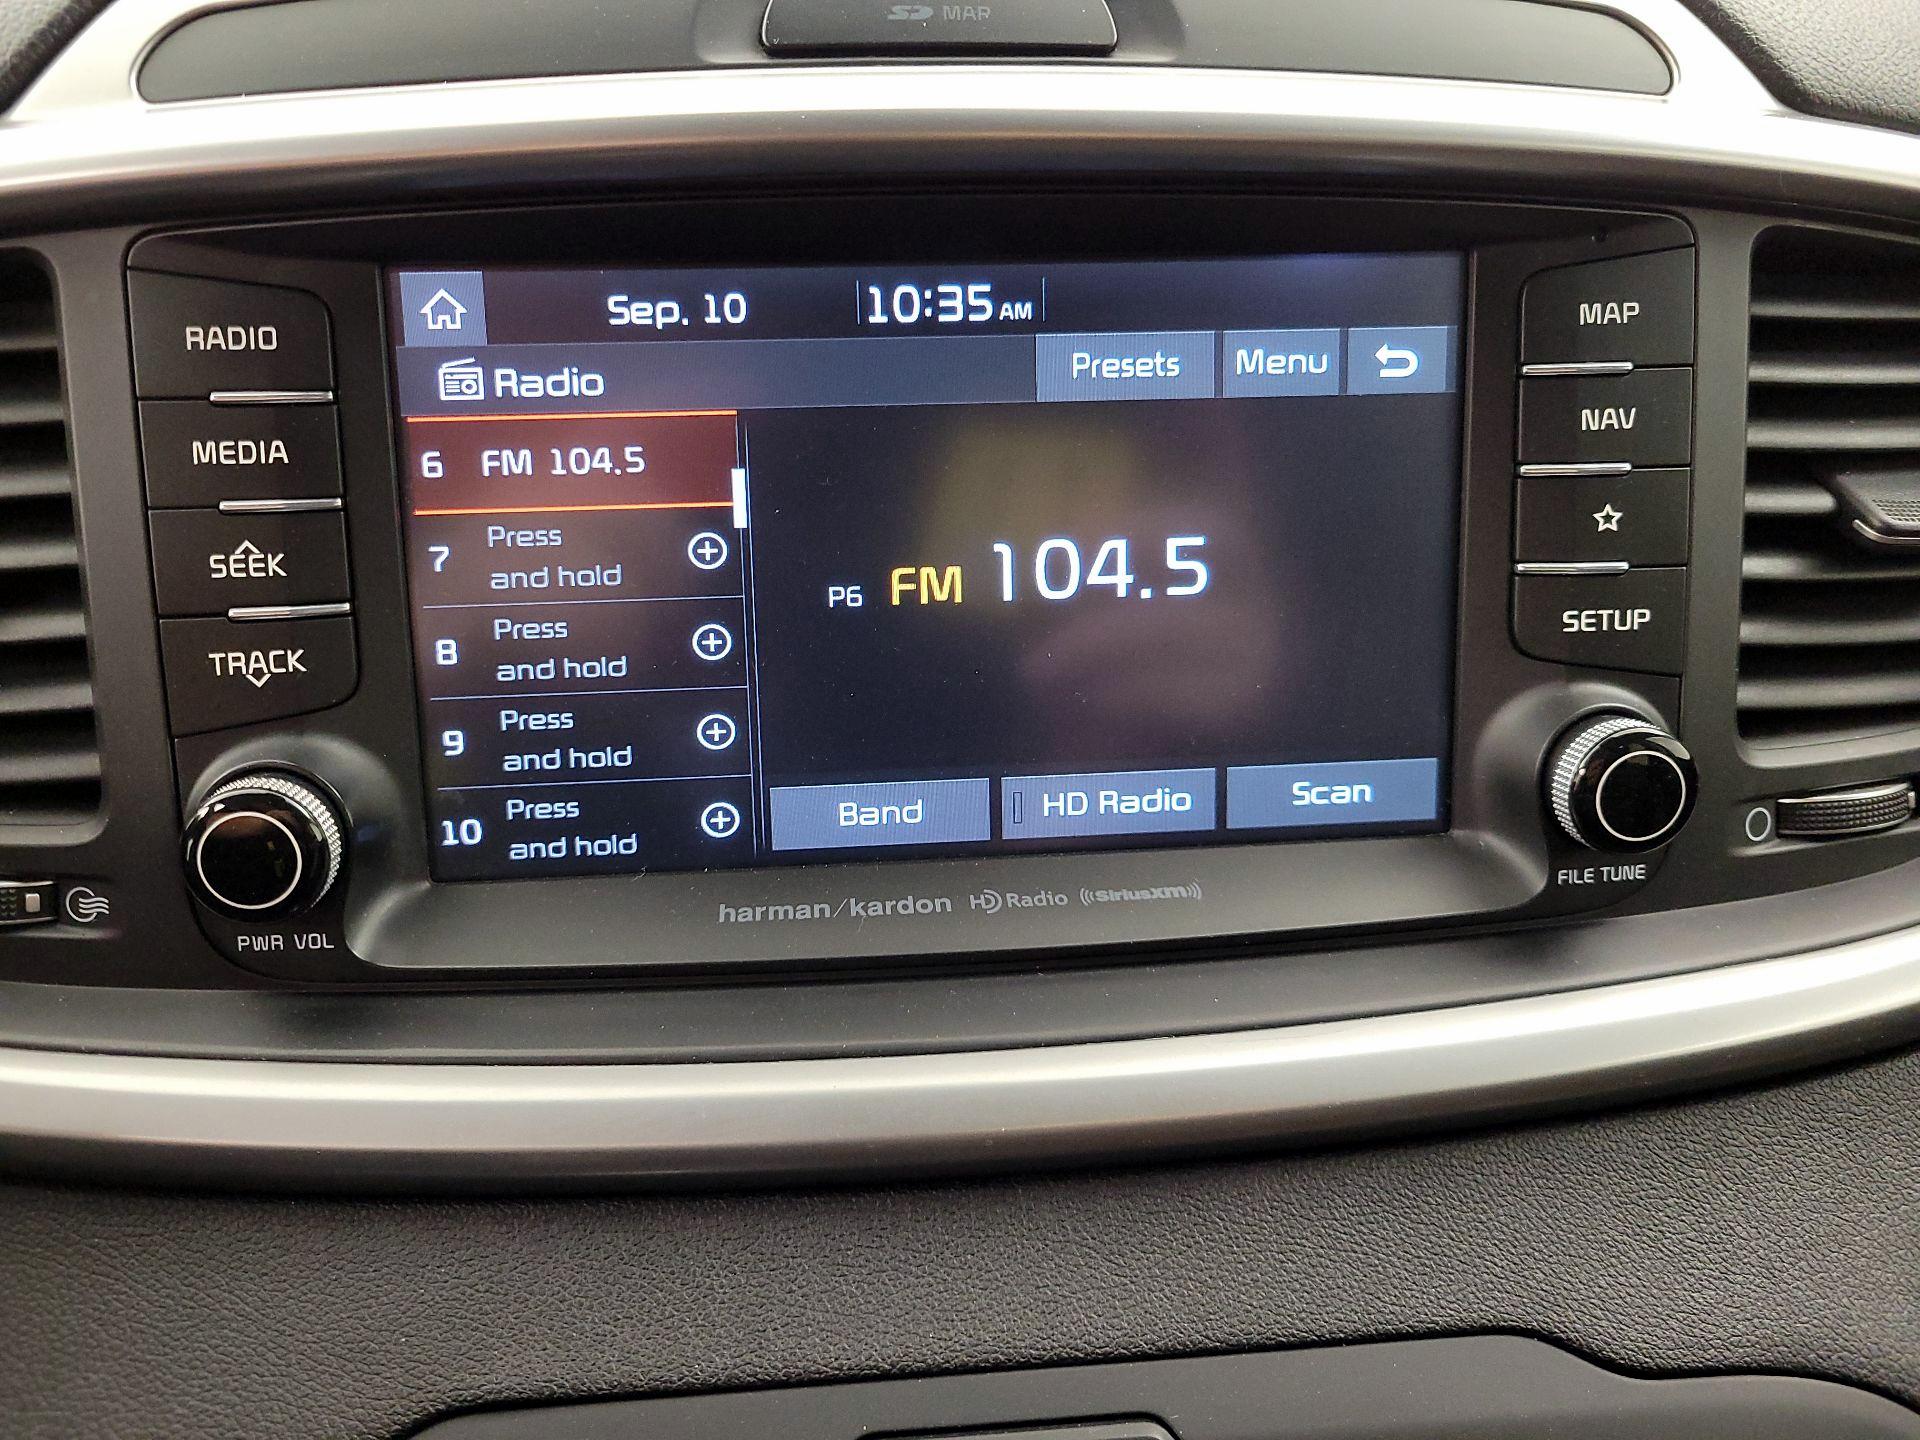 SD MAP
Sep. 10
10:35 AM
Radio
Presets
Menu
6 FM 104.5
7 Press
and hold
8 Press
and hold
9 Press
and hold
10 Press
and hold
P6 FM 104.5
Band
HD Radio
Scan
RADIO
MEDIA
SEEK
TRACK
PWR VOL
MAP
NAV
SETUP
FILE TUNE
harman/kardon HD Radio ((SiriusXM))